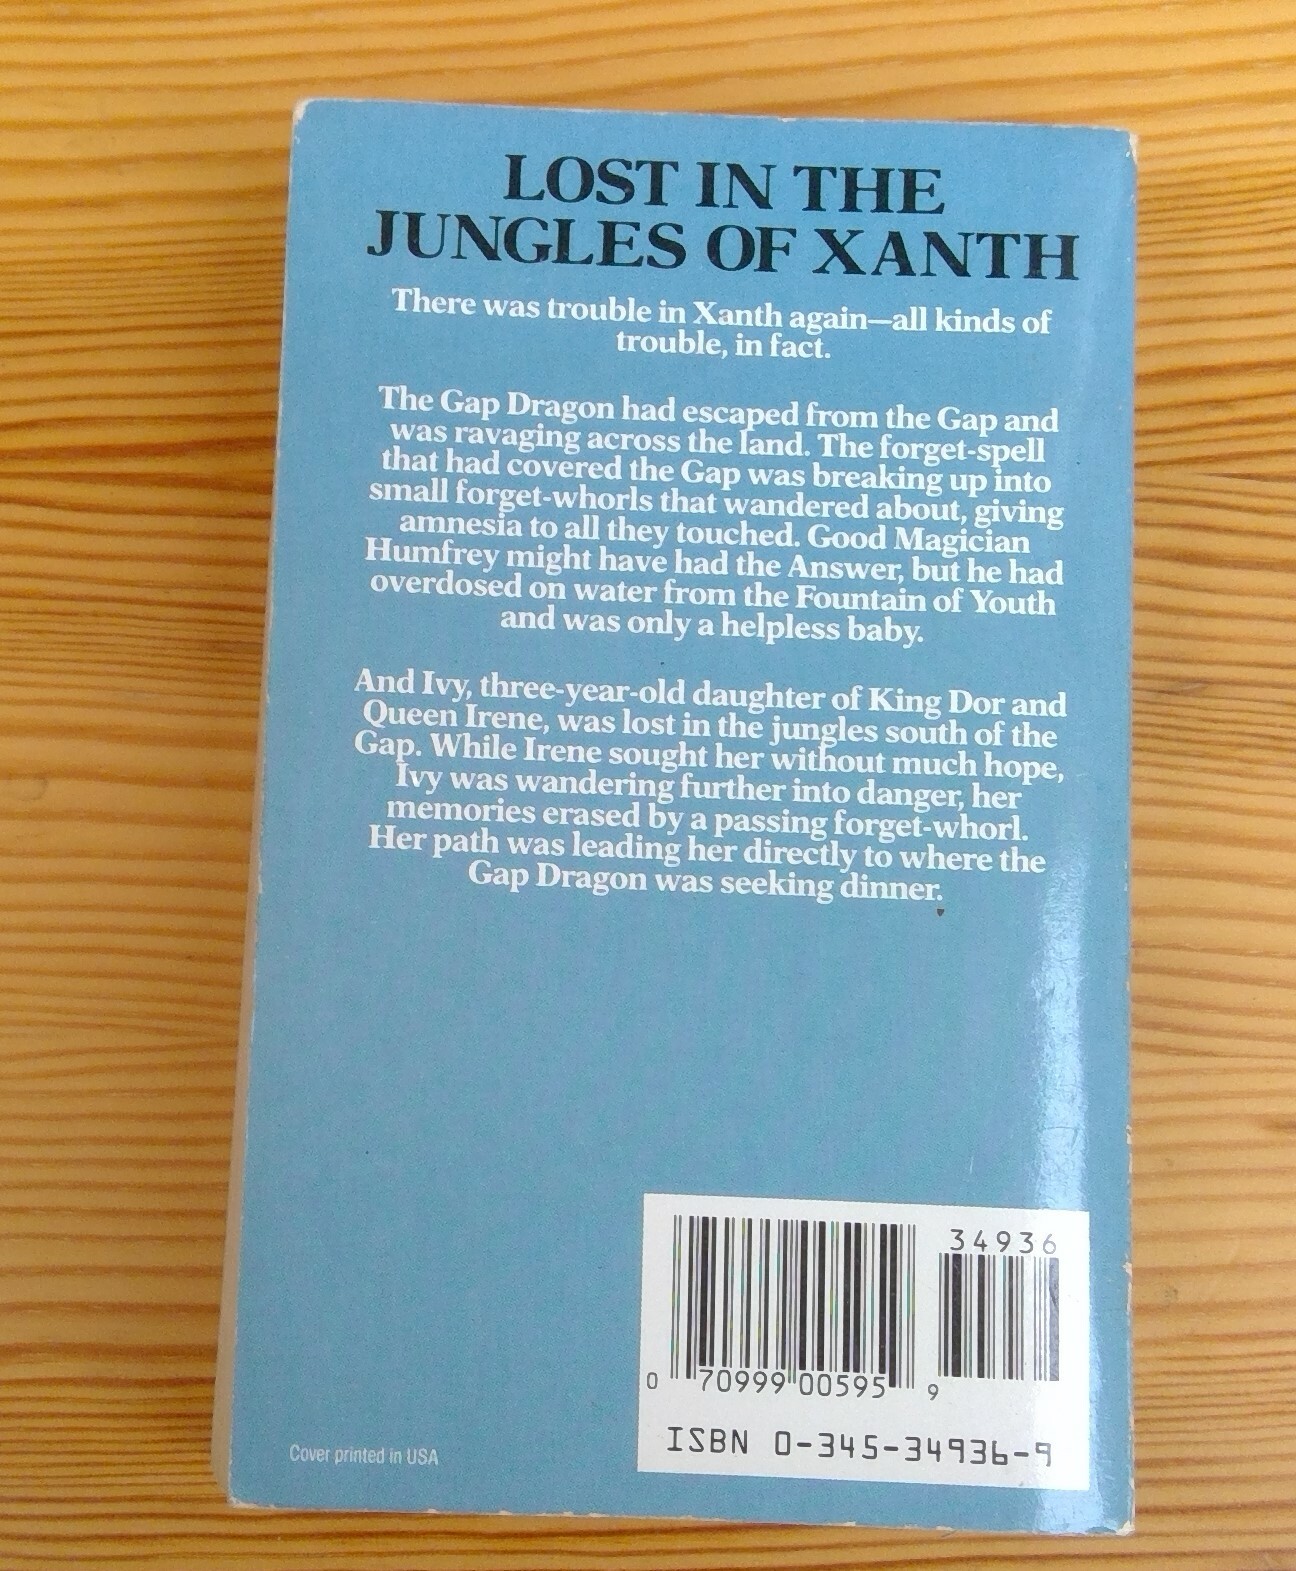 LOST IN THE
JUNGLES OF XANTH
There was trouble in Xanth again—all kinds of
trouble, in fact.
The Gap Dragon had escaped from the Gap and
was ravaging across the land. The forget-spell
that had covered the Gap was breaking up into
small forget-whorls that wandered about, giving
amnesia to all they touched. Good Magician
Humfrey might have had the Answer, but he had
overdosed on water from the Fountain of Youth
and was only a helpless baby.
And Ivy, three-year-old daughter of King Dor and
Queen Irene, was lost in the jungles south of the
Gap. While Irene sought her without much hope,
Ivy was wandering further into danger, her
memories erased by a passing forget-whorl.
Her path was leading her directly to where the
Gap Dragon was seeking dinner.
34936
0 70999 00595 9
ISBN 0-345-34936-9
Cover printed in USA